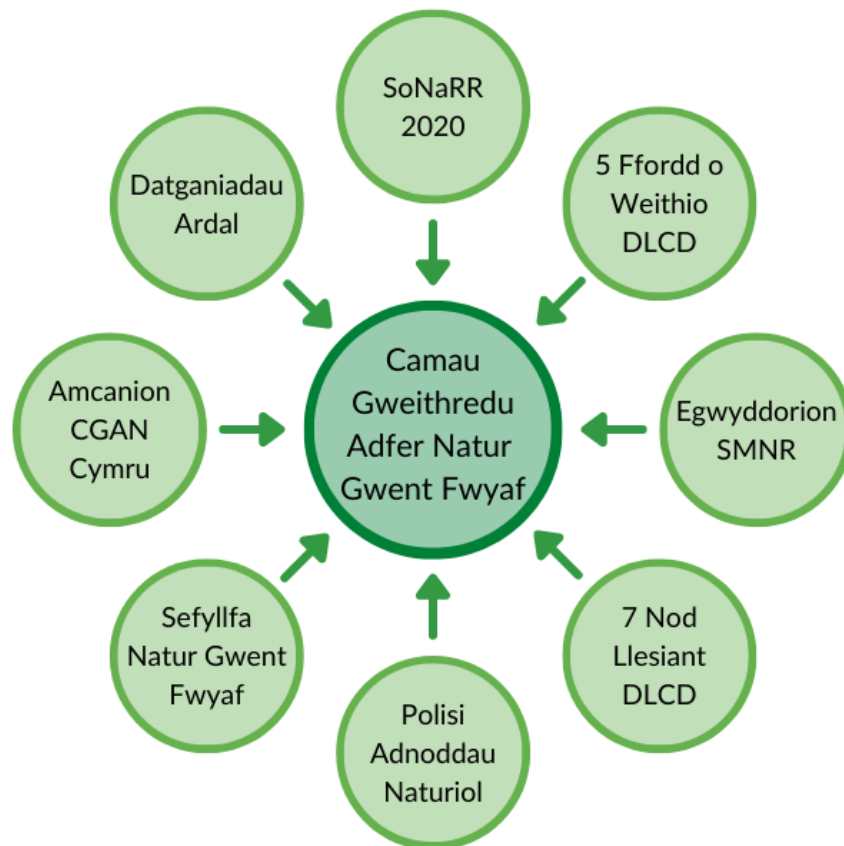 SoNaRR
2020
5 Ffordd o
Weithio
DLCD
Egwyddorion
SMNR
7 Nod
Llesiant
DLCD
Polisi
Adnoddau
Naturiol
Sefyllfa
Natur Gwent
Fwyaf
Amcanion
CGAN
Cymru
Datganiadau
Ardal
Camau
Gweithredu
Adfer Natur
Gwent Fwyaf